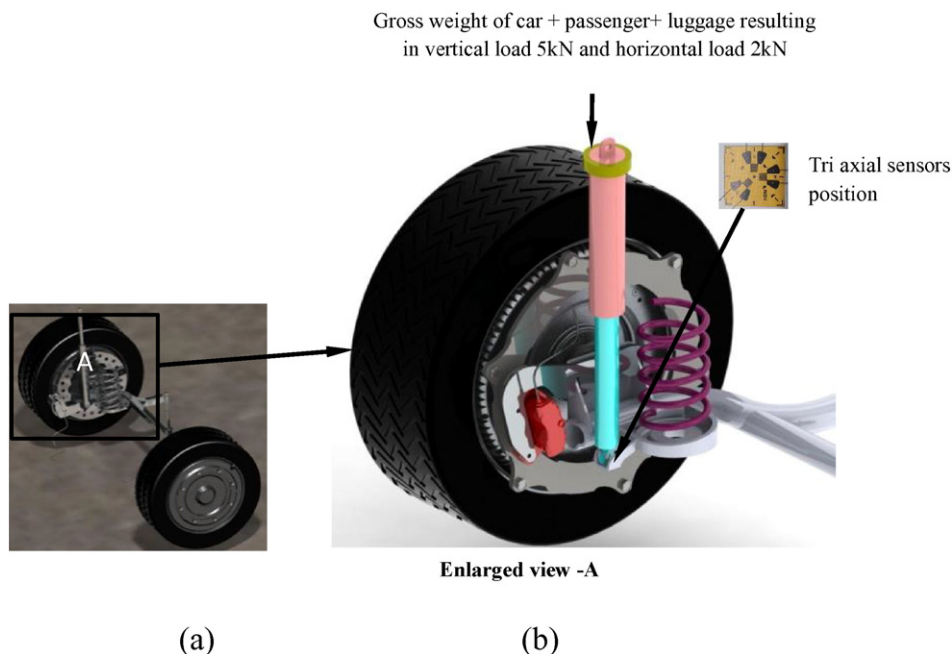 Gross weight of car + passenger+ luggage resulting
in vertical load 5kN and horizontal load 2kN
Tri axial sensors
position
A
Enlarged view -A
(a)
(b)